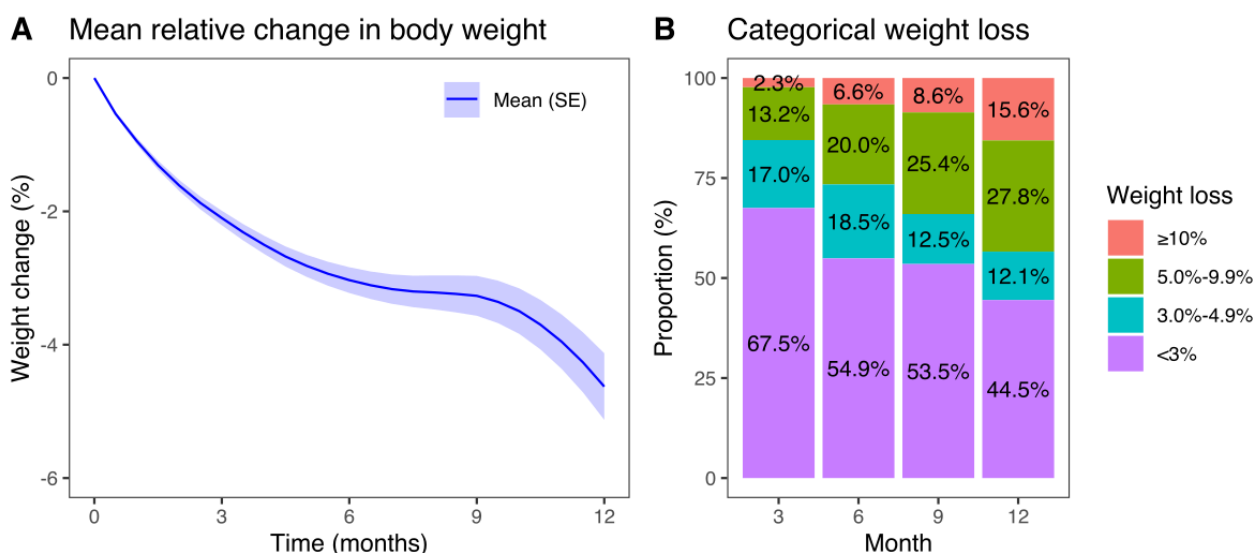 A Mean relative change in body weight
Weight change (%)
0
-2
-4
-6
Mean (SE)
0 3 6 9 12
Time (months)
B Categorical weight loss
Proportion (%)
100
75
50
25
0
2.3% 6.6% 8.6% 15.6%
13.2% 20.0% 25.4% 27.8%
17.0% 18.5% 12.5% 12.1%
67.5% 54.9% 53.5% 44.5%
3 6 9 12
Month
Weight loss
≥10%
5.0%-9.9%
3.0%-4.9%
<3%